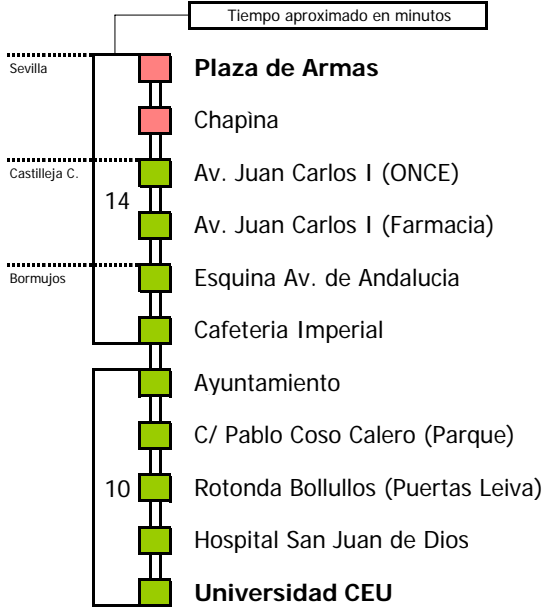 Tiempo aproximado en minutos
Sevilla
Plaza de Armas
Chapìna
Castilleja C.
Av. Juan Carlos I (ONCE)
14
Av. Juan Carlos I (Farmacia)
Bormujos
Esquina Av. de Andalucia
Cafeteria Imperial
Ayuntamiento
C/ Pablo Coso Calero (Parque)
10
Rotonda Bollullos (Puertas Leiva)
Hospital San Juan de Dios
Universidad CEU